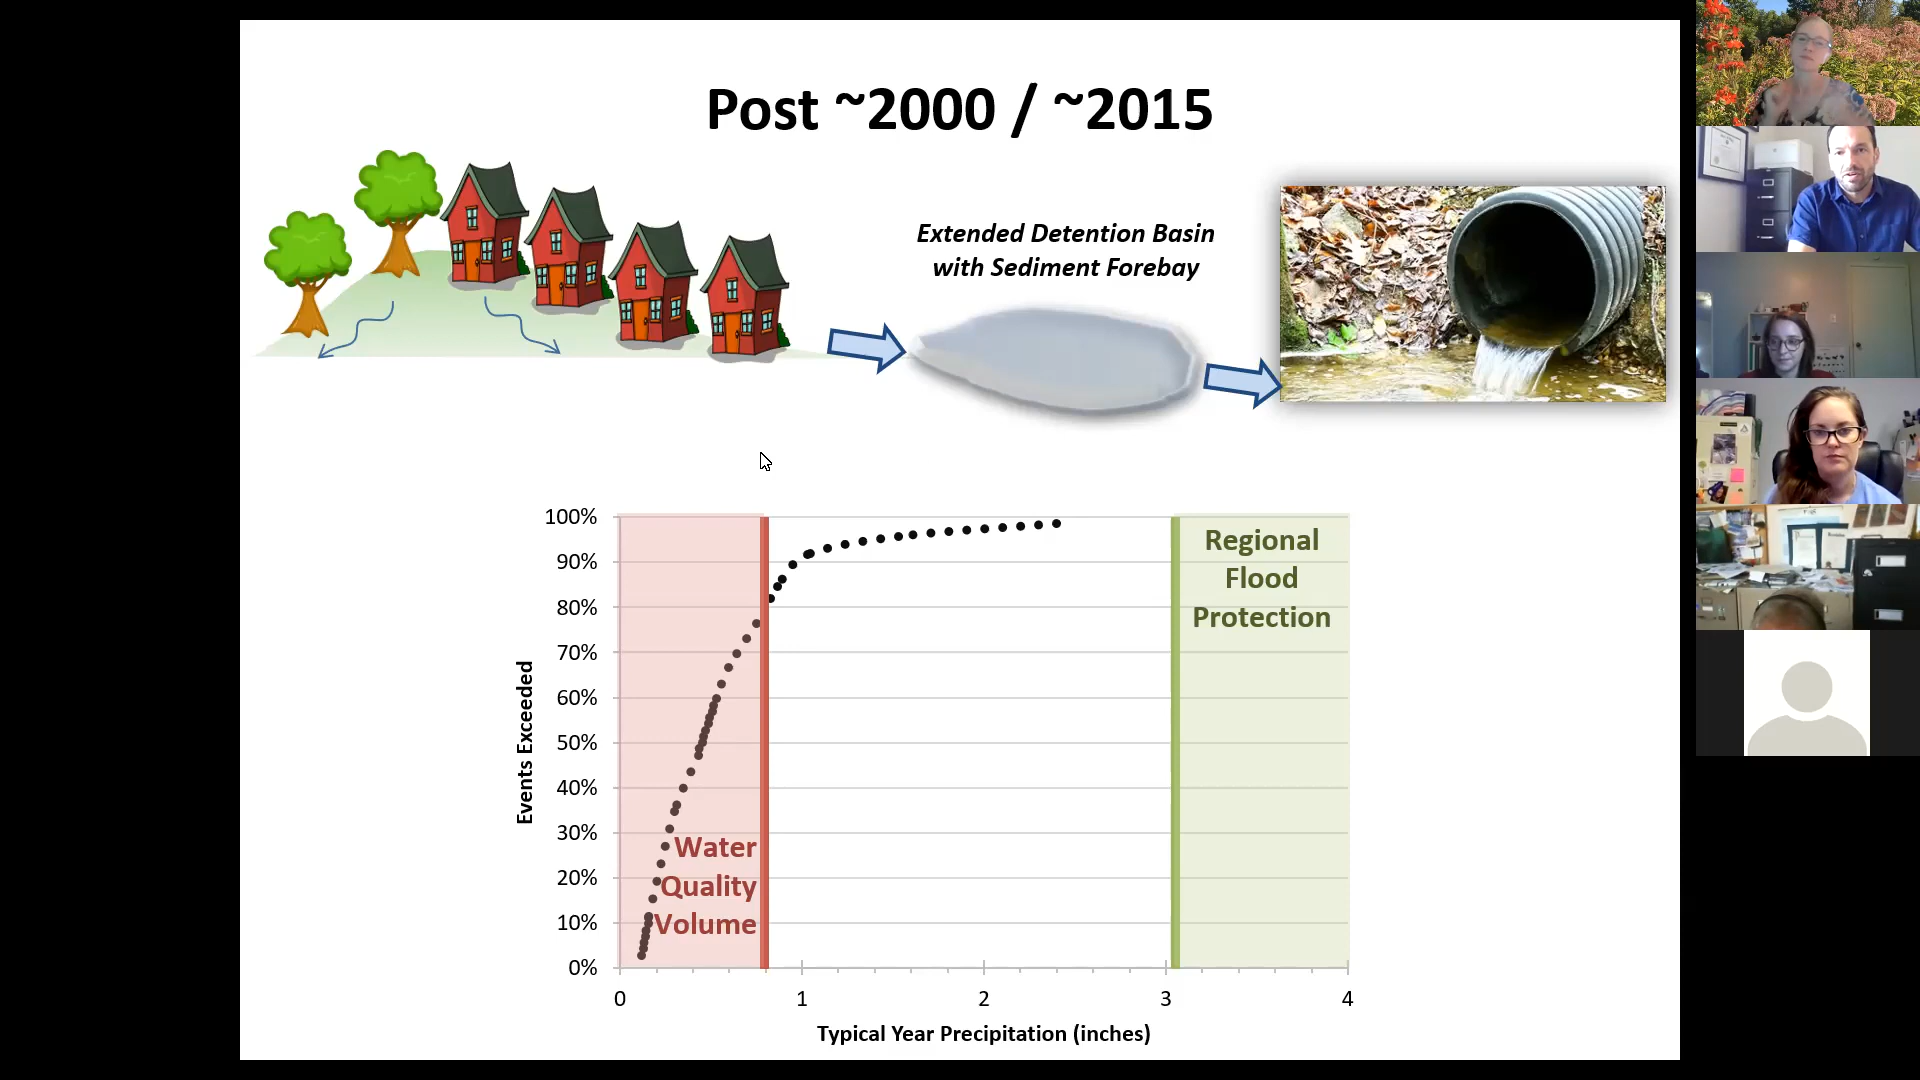 Post ~2000 / ~2015
Extended Detention Basin
with Sediment Forebay
Events Exceeded
100%
90%
80%
70%
60%
50%
40%
30%
20%
10%
0%
Water
Quality
Volume
Regional
Flood
Protection
0
1
2
3
4
Typical Year Precipitation (inches)